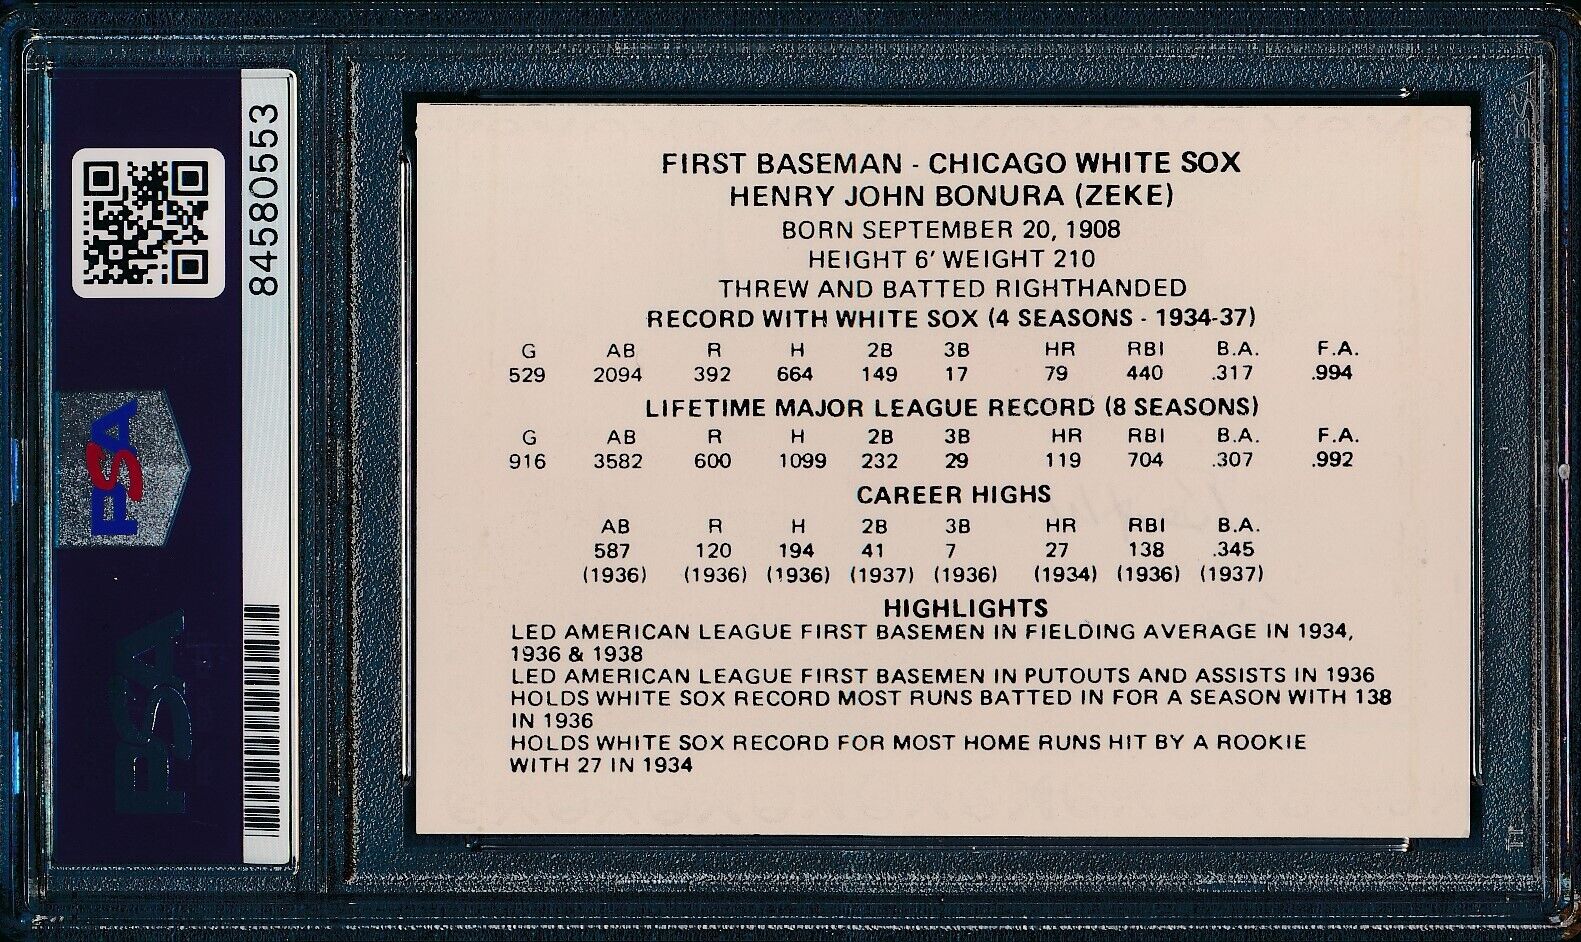 84580553
PSA
PSA
FIRST BASEMAN - CHICAGO WHITE SOX
HENRY JOHN BONURA (ZEKE)
BORN SEPTEMBER 20, 1908
HEIGHT 6' WEIGHT 210
THREW AND BATTED RIGHTHANDED
RECORD WITH WHITE SOX (4 SEASONS - 1934-37)
G AB R H 2B 3B HR RBI B.A. F.A.
529 2094 392 664 149 17 79 440 .317 .994
LIFETIME MAJOR LEAGUE RECORD (8 SEASONS)
G AB R H 2B 3B HR RBI B.A. F.A.
916 3582 600 1099 232 29 119 704 .307 .992
CAREER HIGHS
AB R H 2B 3B HR RBI B.A.
587 120 194 41 7 27 138 .345
(1936) (1936) (1936) (1937) (1936) (1934) (1936) (1937)
HIGHLIGHTS
LED AMERICAN LEAGUE FIRST BASEMEN IN FIELDING AVERAGE IN 1934,
1936 & 1938
LED AMERICAN LEAGUE FIRST BASEMEN IN PUTOUTS AND ASSISTS IN 1936
HOLDS WHITE SOX RECORD MOST RUNS BATTED IN FOR A SEASON WITH 138
IN 1936
HOLDS WHITE SOX RECORD FOR MOST HOME RUNS HIT BY A ROOKIE
WITH 27 IN 1934